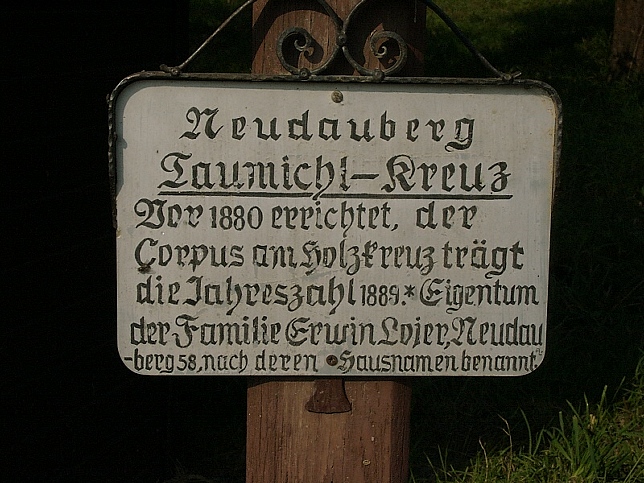 Neudauberg
Taumichl-Kreuz
Vor 1880 errichtet, der
Corpus am Holzkreuz trägt
die Jahreszahl 1889.* Eigentum
der Familie Erwin Loier, Neudau
-berg 58, nach deren Hausnamen benannt.